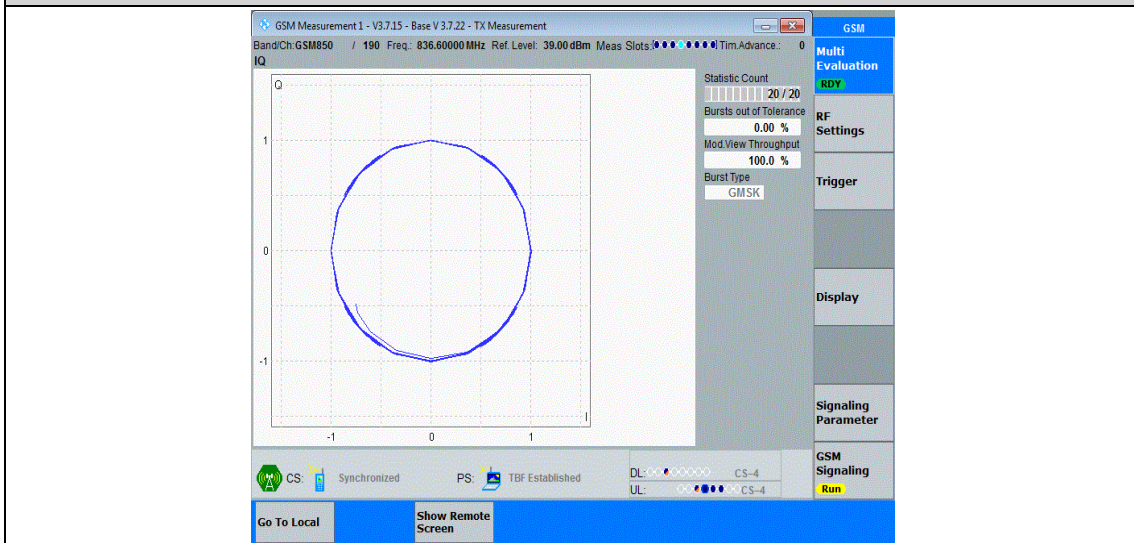 GSM Measurement 1 - V3.7.15 - Base V 3.7.22 - TX Measurement
GSM
Band/Ch:GSM850 / 190 Freq.: 836.60000 MHz Ref. Level: 39.00 dBm Meas Slots: Tim.Advance.: 0
IQ
Multi
Evaluation
RDY
Q
Statistic Count
20 / 20
Bursts out of Tolerance
0.00 %
Mod.View Throughput
100.0 %
Burst Type
GMSK
1
0
-1
I
-1 0 1
RF
Settings
Trigger
Display
Signaling
Parameter
GSM
Signaling
Run
CS: Synchronized PS: TBF Established
DL: CS-4
UL: CS-4
Go To Local
Show Remote
Screen